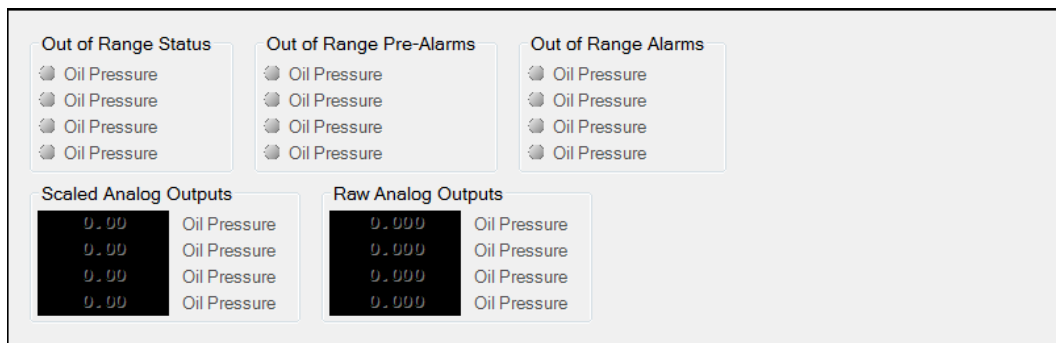 Out of Range Status
Oil Pressure
Oil Pressure
Oil Pressure
Oil Pressure
Out of Range Pre-Alarms
Oil Pressure
Oil Pressure
Oil Pressure
Oil Pressure
Out of Range Alarms
Oil Pressure
Oil Pressure
Oil Pressure
Oil Pressure
Scaled Analog Outputs
0.00 Oil Pressure
0.00 Oil Pressure
0.00 Oil Pressure
0.00 Oil Pressure
Raw Analog Outputs
0.000 Oil Pressure
0.000 Oil Pressure
0.000 Oil Pressure
0.000 Oil Pressure